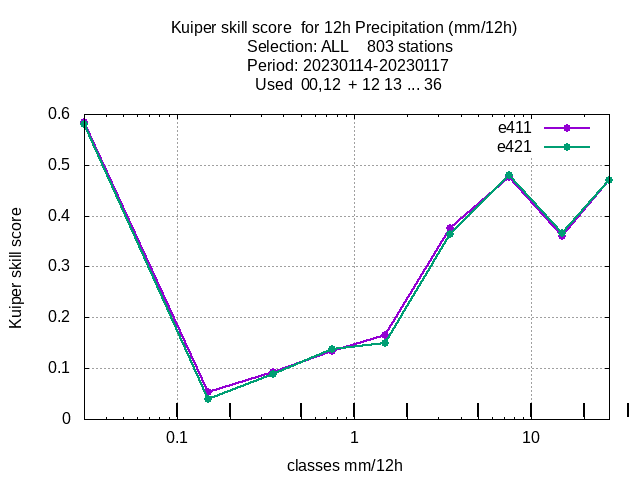 Kuiper skill score  for 12h Precipitation (mm/12h)
Selection: ALL    803 stations
Period: 20230114-20230117
Used  00,12  + 12 13 ... 36
e411
e421
0.6
0.5
0.4
0.3
0.2
0.1
0
Kuiper skill score
0.1 1 10
classes mm/12h